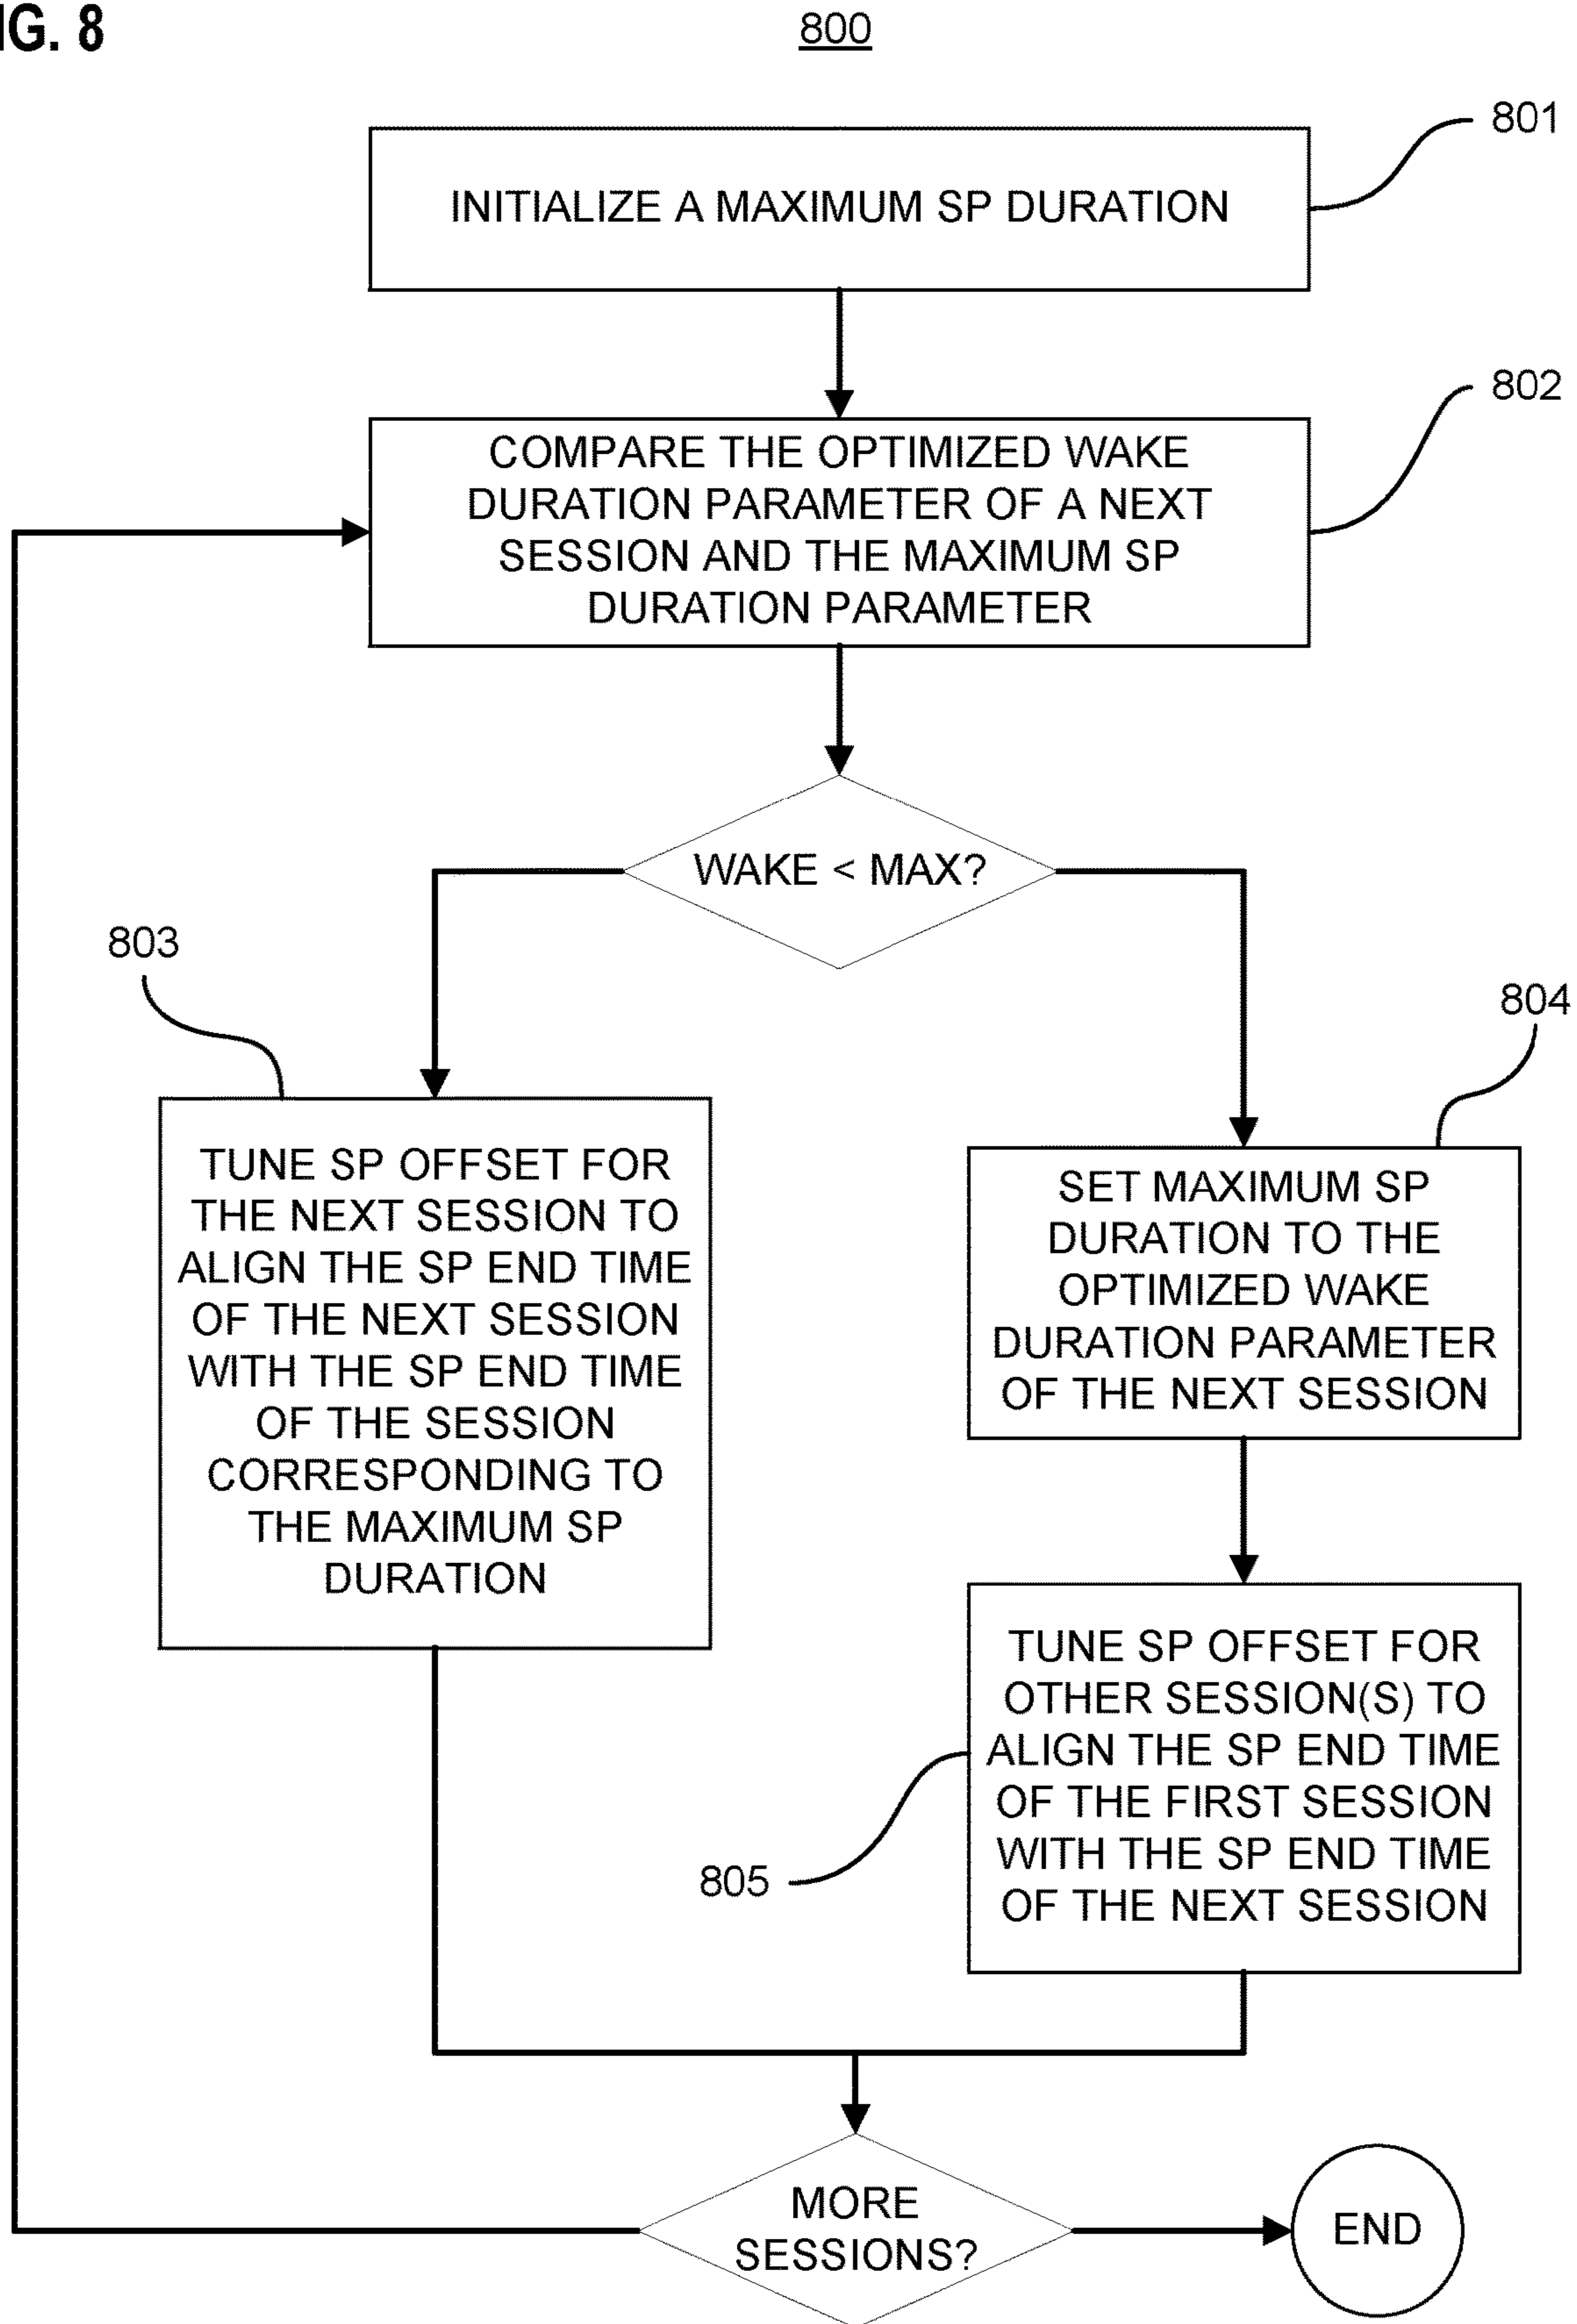 IG. 8
800
801
INITIALIZE A MAXIMUM SP DURATION
802
COMPARE THE OPTIMIZED WAKE
DURATION PARAMETER OF A NEXT
SESSION AND THE MAXIMUM SP
DURATION PARAMETER
WAKE < MAX?
803
TUNE SP OFFSET FOR
THE NEXT SESSION TO
ALIGN THE SP END TIME
OF THE NEXT SESSION
WITH THE SP END TIME
OF THE SESSION
CORRESPONDING TO
THE MAXIMUM SP
DURATION
804
SET MAXIMUM SP
DURATION TO THE
OPTIMIZED WAKE
DURATION PARAMETER
OF THE NEXT SESSION
TUNE SP OFFSET FOR
OTHER SESSION(S) TO
ALIGN THE SP END TIME
OF THE FIRST SESSION
WITH THE SP END TIME
OF THE NEXT SESSION
805
MORE
SESSIONS?
END